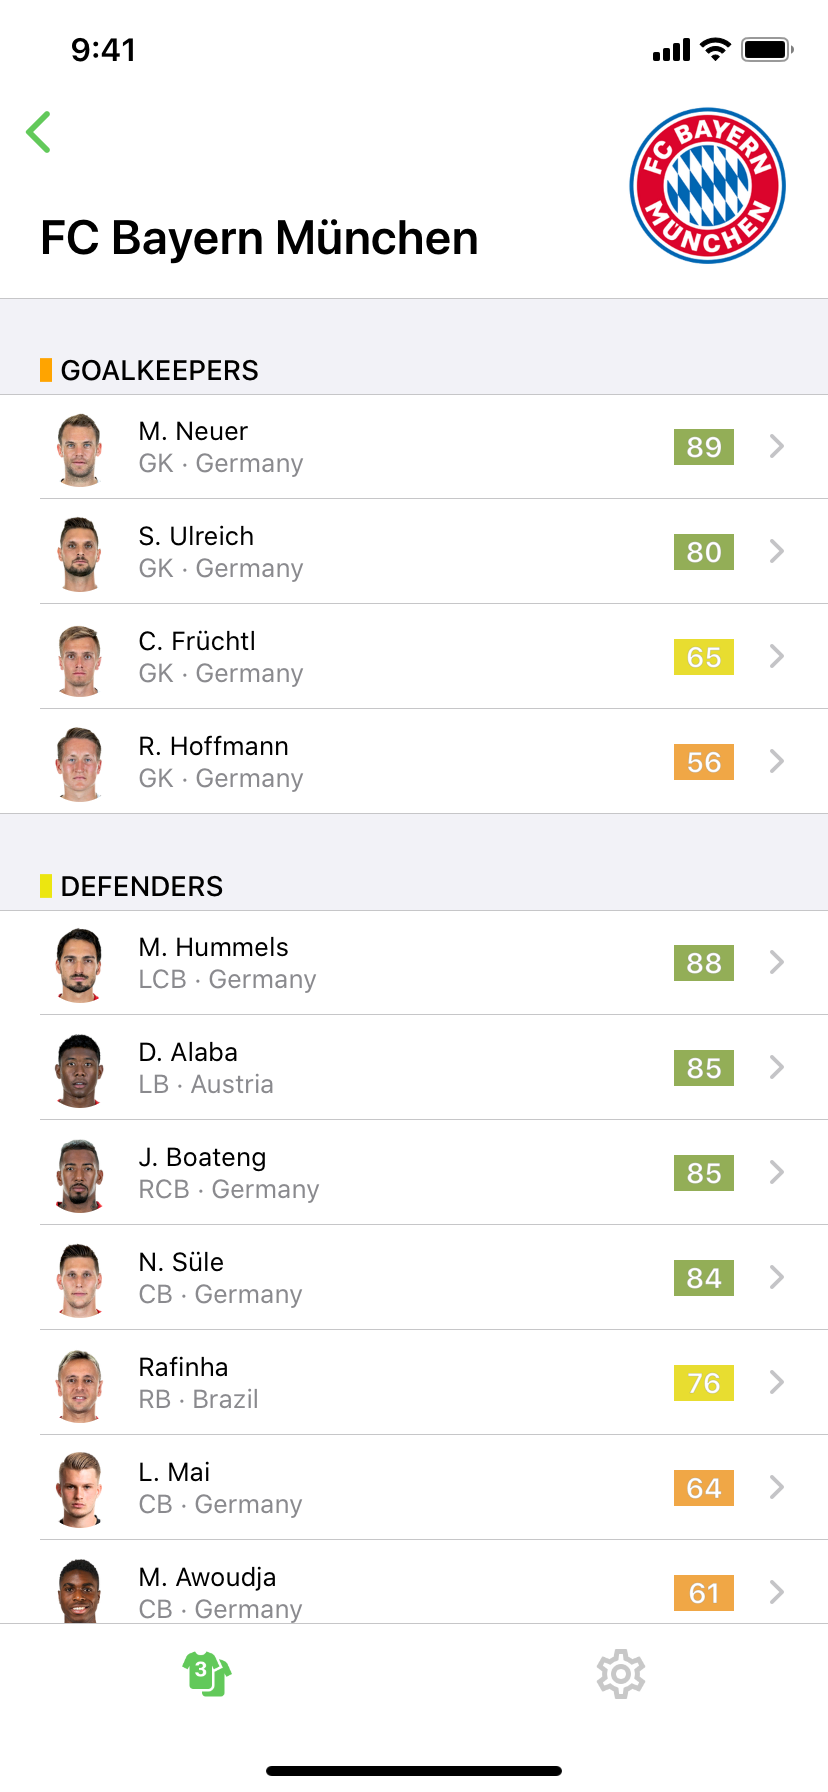 9:41
FC BAYERN
MÜNCHEN
FC Bayern München
GOALKEEPERS
M. Neuer
GK · Germany
89
S. Ulreich
GK · Germany
80
C. Früchtl
GK · Germany
65
R. Hoffmann
GK · Germany
56
DEFENDERS
M. Hummels
LCB · Germany
88
D. Alaba
LB · Austria
85
J. Boateng
RCB · Germany
85
N. Süle
CB · Germany
84
Rafinha
RB · Brazil
76
L. Mai
CB · Germany
64
M. Awoudja
CB · Germany
61
3